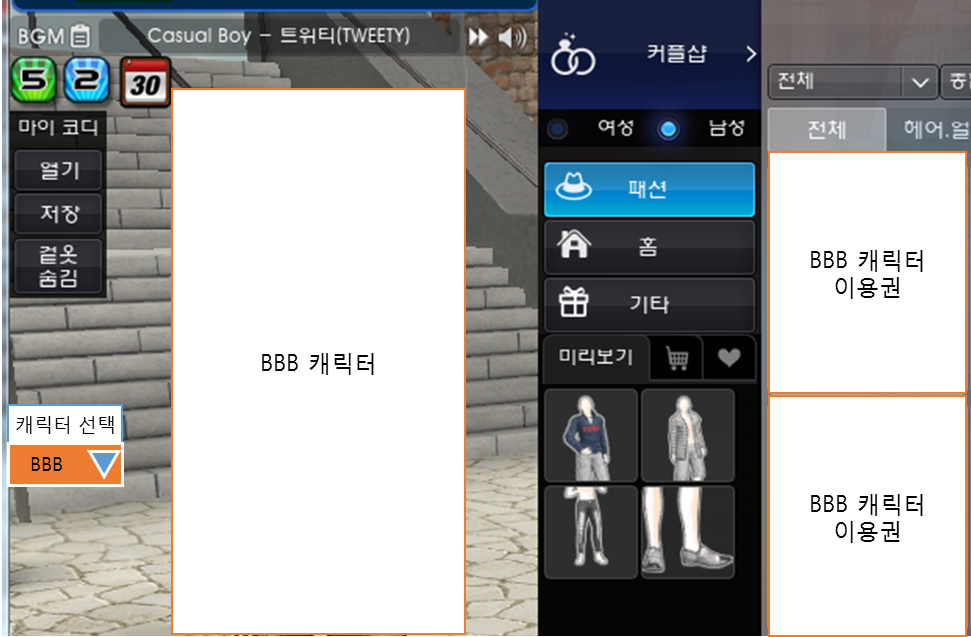 BGM
Casual Boy – 트위티(TWEETY)
5
2
30
마이 코디
열기
저장
겉옷
숨김
캐릭터 선택
BBB
BBB 캐릭터
커플샵
여성
남성
패션
홈
기타
미리보기
전체
전체
헤어.얼
BBB 캐릭터
이용권
BBB 캐릭터
이용권